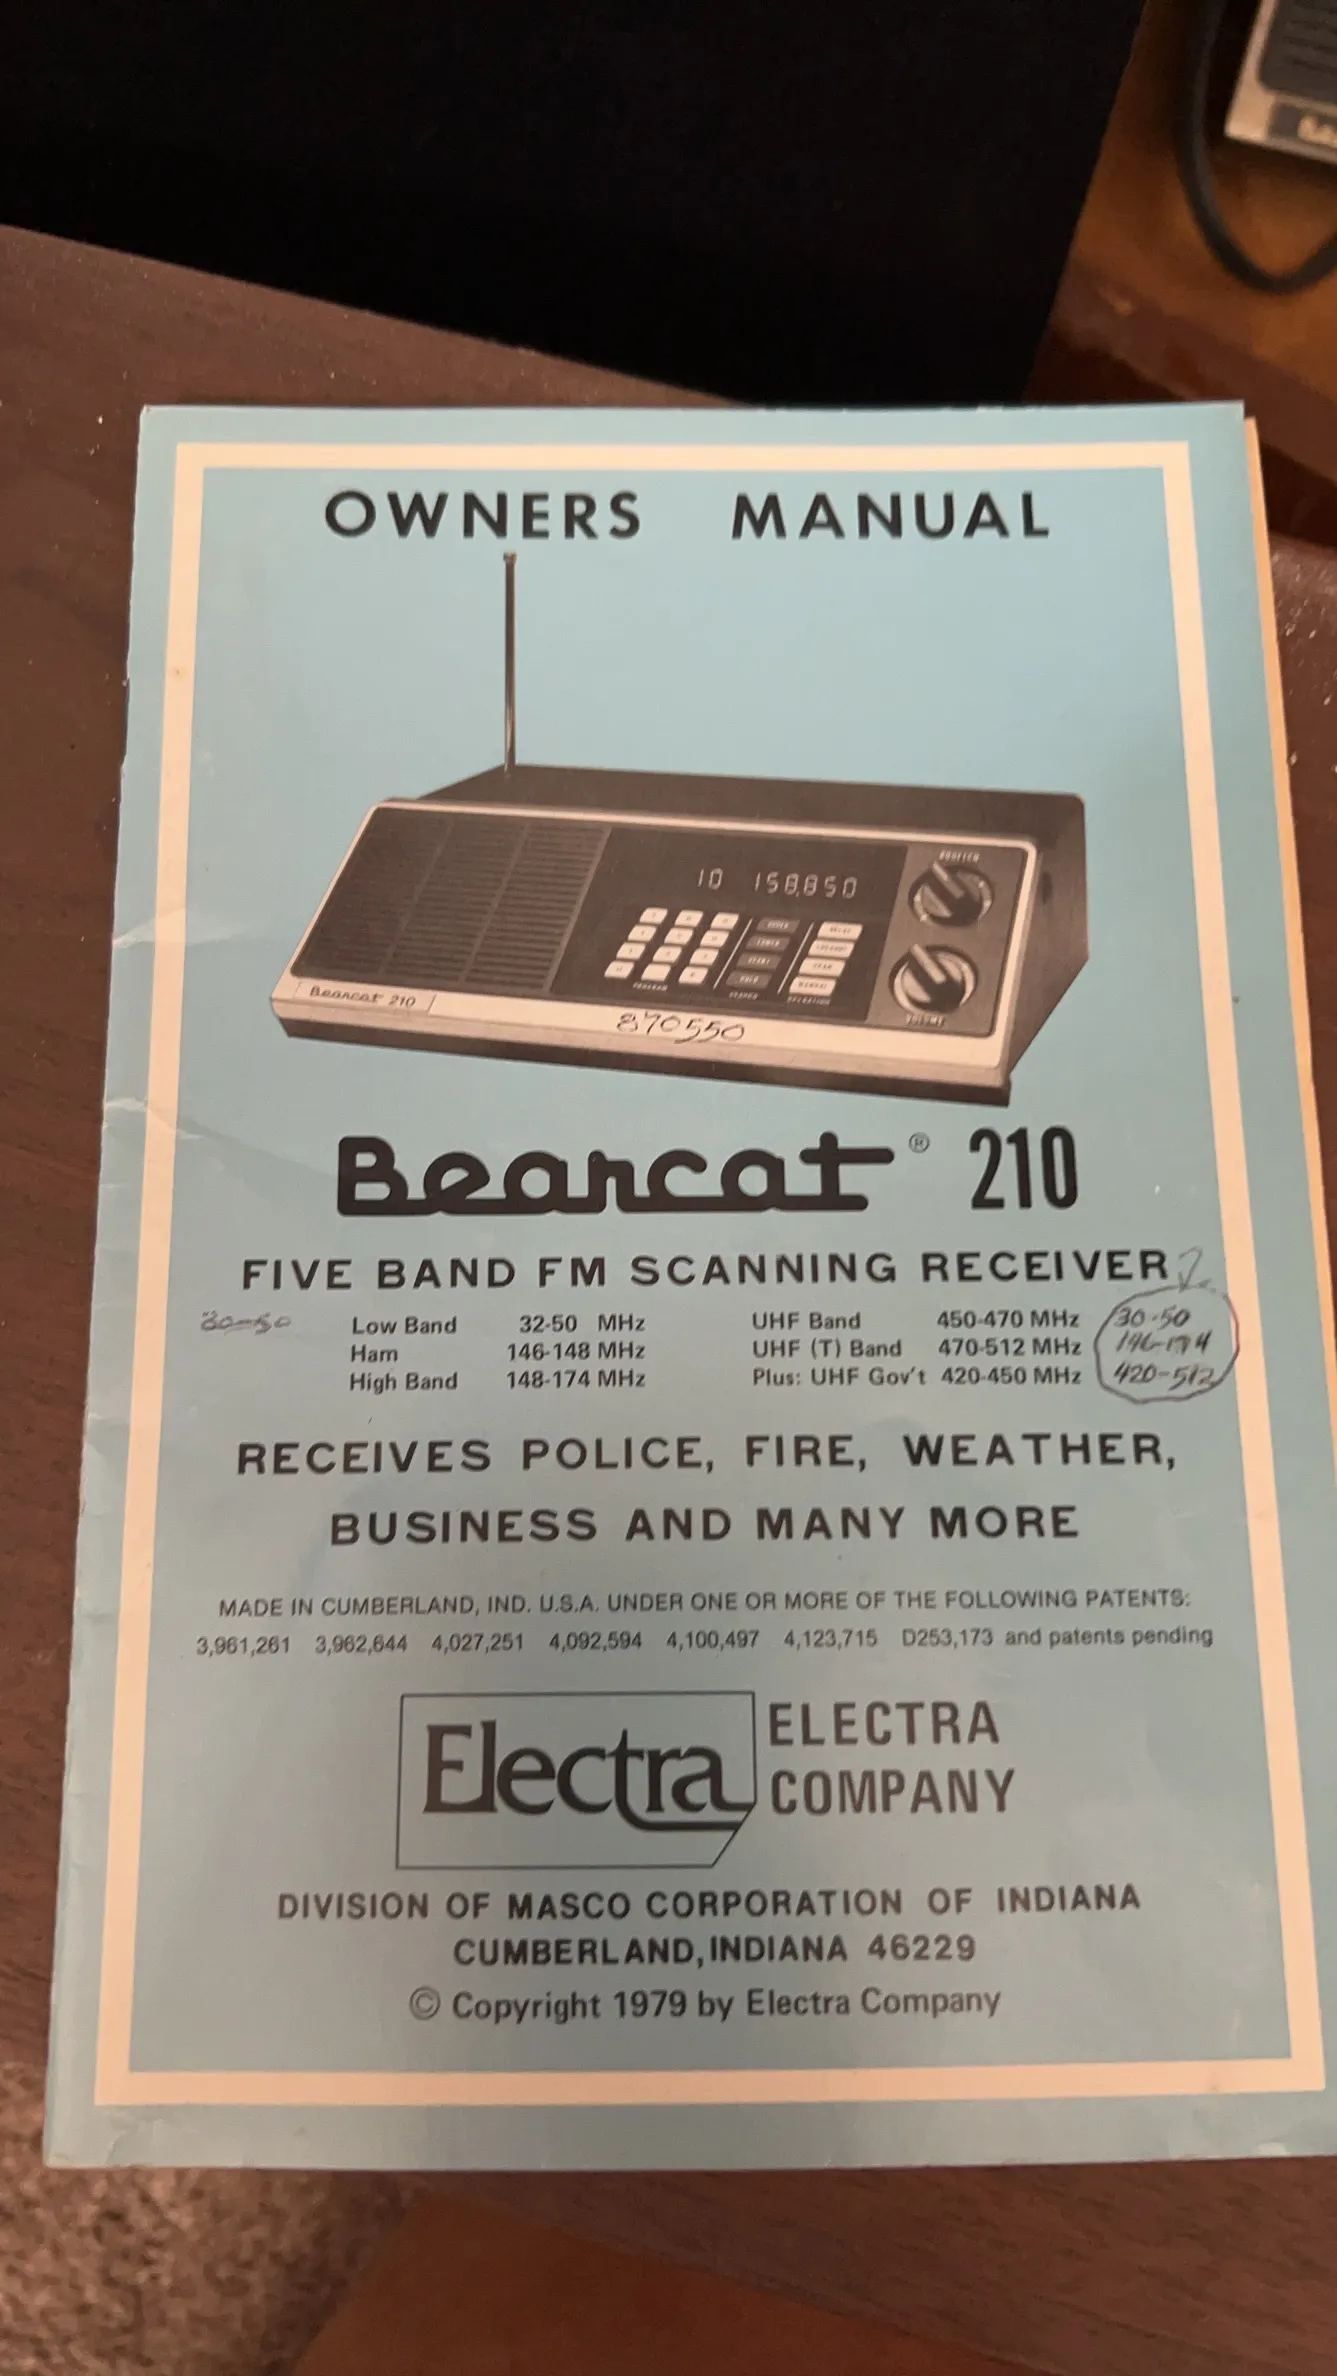 OWNERS MANUAL
10 158.850
VOLUME
Bearcat 210
870550
Bearcat® 210
FIVE BAND FM SCANNING RECEIVER
30-50
Low Band 32-50 MHz UHF Band 450-470 MHz 30-50
Ham 146-148 MHz UHF (T) Band 470-512 MHz 146-174
High Band 148-174 MHz Plus: UHF Gov't 420-450 MHz 420-512
RECEIVES POLICE, FIRE, WEATHER,
BUSINESS AND MANY MORE
MADE IN CUMBERLAND, IND. U.S.A. UNDER ONE OR MORE OF THE FOLLOWING PATENTS:
3,961,261 3,962,644 4,027,251 4,092,594 4,100,497 4,123,715 D253,173 and patents pending
Electra ELECTRA
COMPANY
DIVISION OF MASCO CORPORATION OF INDIANA
CUMBERLAND, INDIANA 46229
© Copyright 1979 by Electra Company